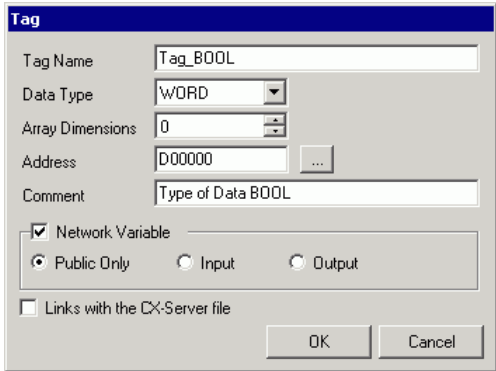 Tag
Tag Name Tag_BOOL
Data Type WORD
Array Dimensions 0
Address D00000 ...
Comment Type of Data BOOL
Network Variable
Public Only Input Output
Links with the CX-Server file
OK Cancel